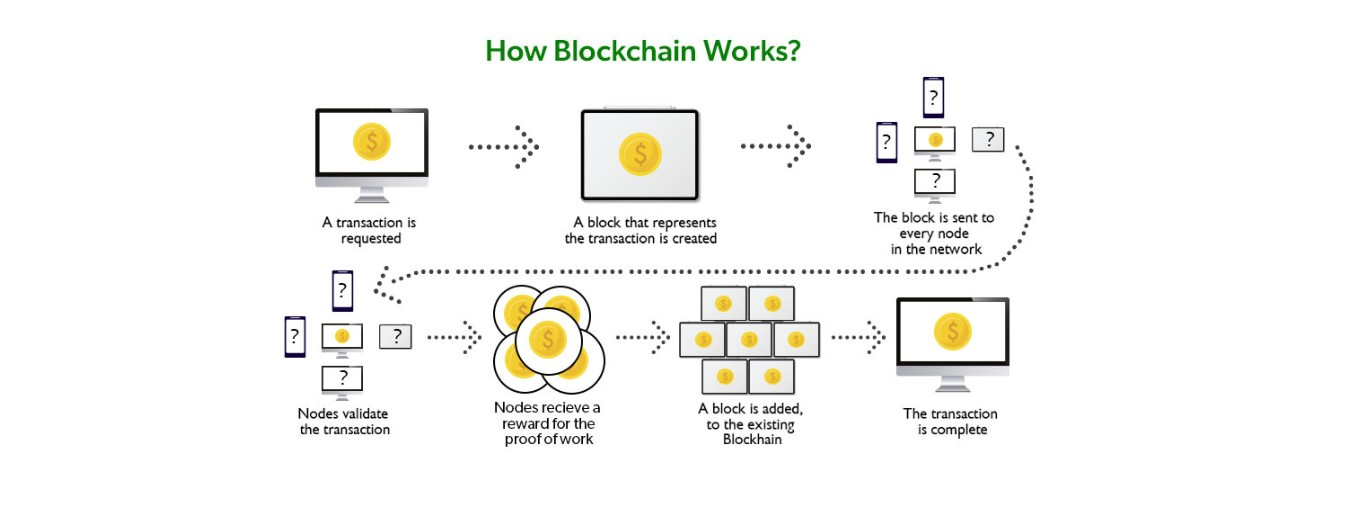 How Blockchain Works?
$
$
?
?
$
?
?
A transaction is
requested
A block that represents
the transaction is created
The block is sent to
every node
in the network
?
?
$
?
?
$
$
$
$
$
$
$
$
$
$
$
$
$
Nodes validate
the transaction
Nodes recieve a
reward for the
proof of work
A block is added,
to the existing
Blockhain
The transaction
is complete